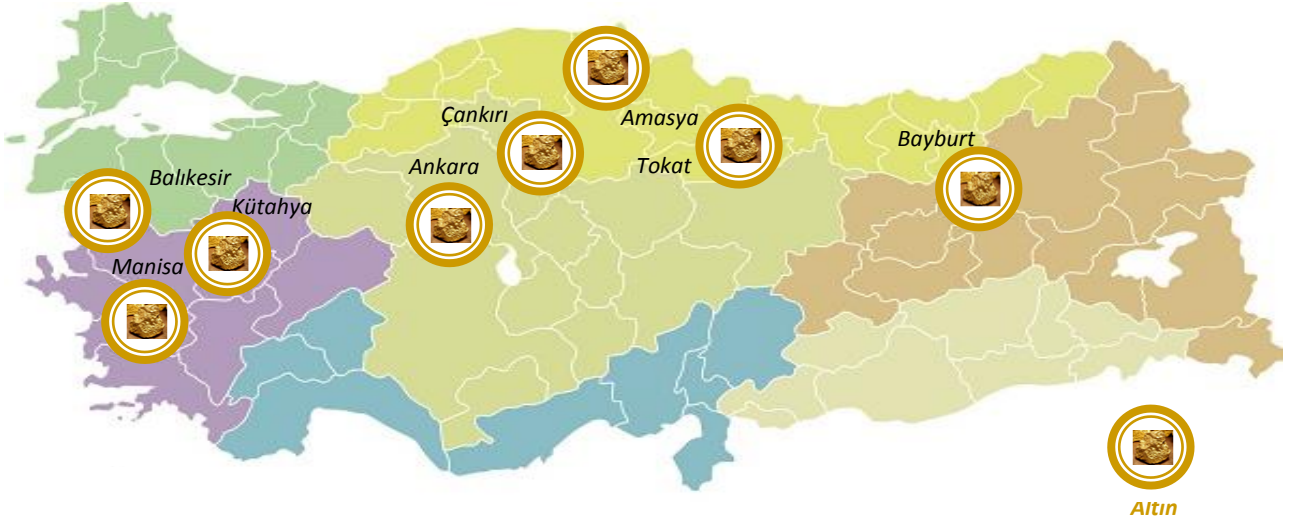 Çankırı
Amasya
Bayburt
Ankara
Tokat
Balıkesir
Kütahya
Manisa
Altın